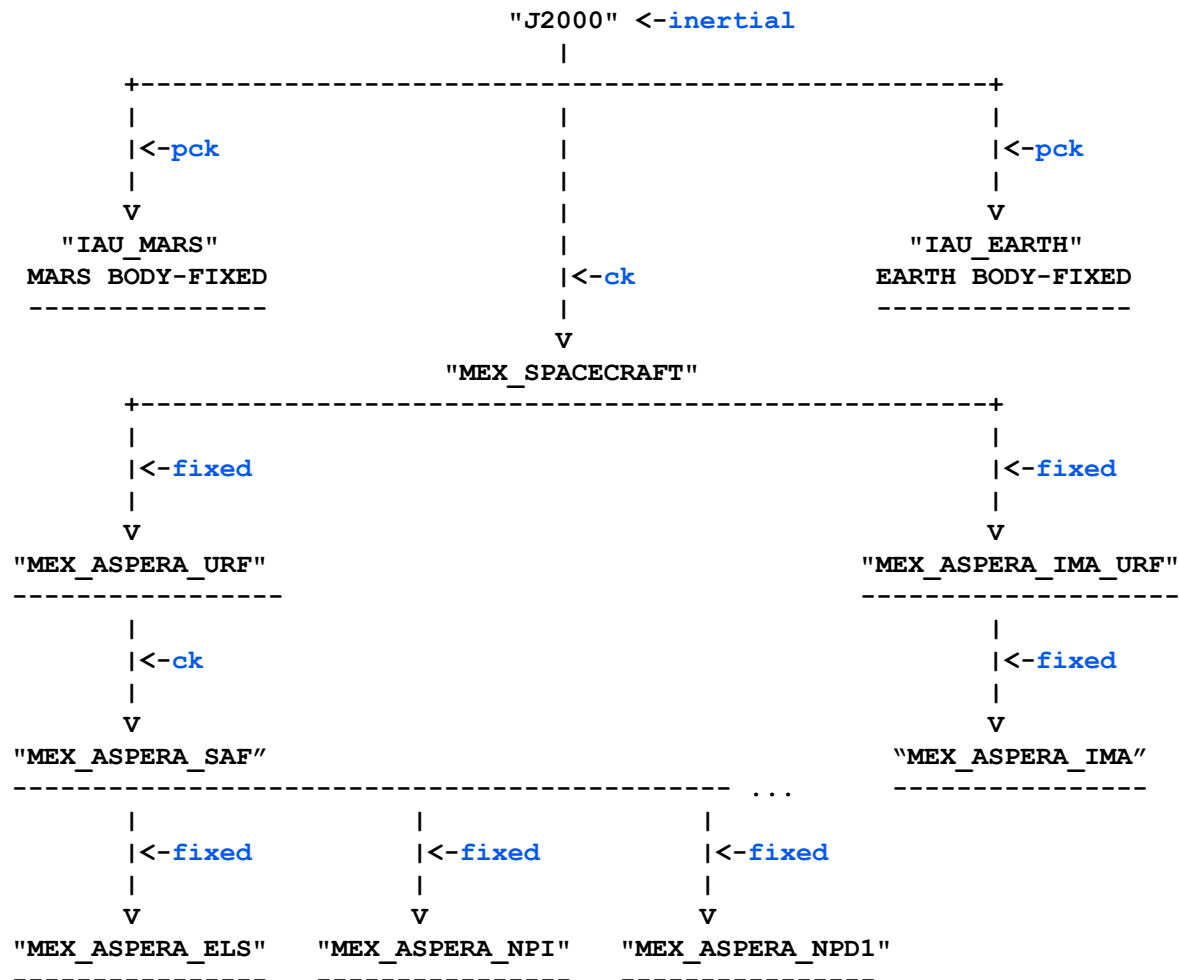 "J2000" <-inertial
|
+-----------------------------------------------------+
| | |
|<-pck | |<-pck
| | |
V | V
"IAU_MARS" | "IAU_EARTH"
MARS BODY-FIXED |<-ck EARTH BODY-FIXED
--------------- | ----------------
V
"MEX_SPACECRAFT"
+-----------------------------------------------------+
| |
|<-fixed |<-fixed
| |
V V
"MEX_ASPERA_URF" "MEX_ASPERA_IMA_URF"
----------------- --------------------
| |
|<-ck |<-fixed
| |
V V
"MEX_ASPERA_SAF” “MEX_ASPERA_IMA”
--------------------------------------------- ... ----------------
| | |
|<-fixed |<-fixed |<-fixed
| | |
V V V
"MEX_ASPERA_ELS" "MEX_ASPERA_NPI" "MEX_ASPERA_NPD1"
---------------- ---------------- ----------------